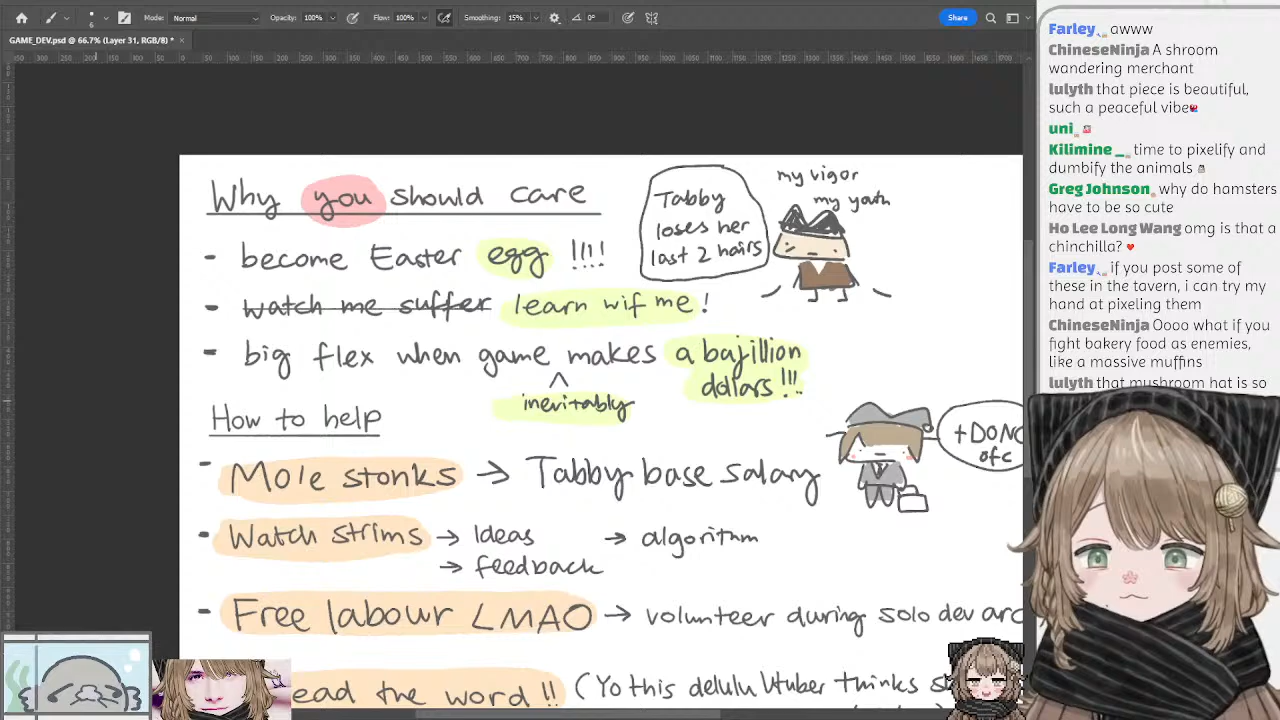 Mode: Normal Opacity: 100% Flow: 100% Smoothing: 15% 0° Share
GAME_DEV.psd @ 66.7% (Layer 31, RGB/8) * ×
Why you should care
- become Easter egg !!!!
- watch me suffer learn wif me !
- big flex when game makes a bajillion dollars !!!
^ inevitably
Tabby
loses her
last 2 hairs
my vigor
my youth
How to help
- Mole stonks → Tabby base salary
+ DONO
ofc
- Watch strims → Ideas → algorithm
→ feedback
- Free labour LMAO → volunteer during solo dev arc
ead the word !! (Yo this delulu Vtuber thinks s
Farley awww
ChineseNinja A shroom
wandering merchant
lulyth that piece is beautiful,
such a peaceful vibe
uni
Kilimine_ time to pixelify and
dumbify the animals
Greg Johnson why do hamsters
have to be so cute
Ho Lee Long Wang omg is that a
chinchilla?
Farley if you post some of
these in the tavern, i can try my
hand at pixeling them
ChineseNinja Oooo what if you
fight bakery food as enemies,
like a massive muffins
lulyth that mushroom hat is so